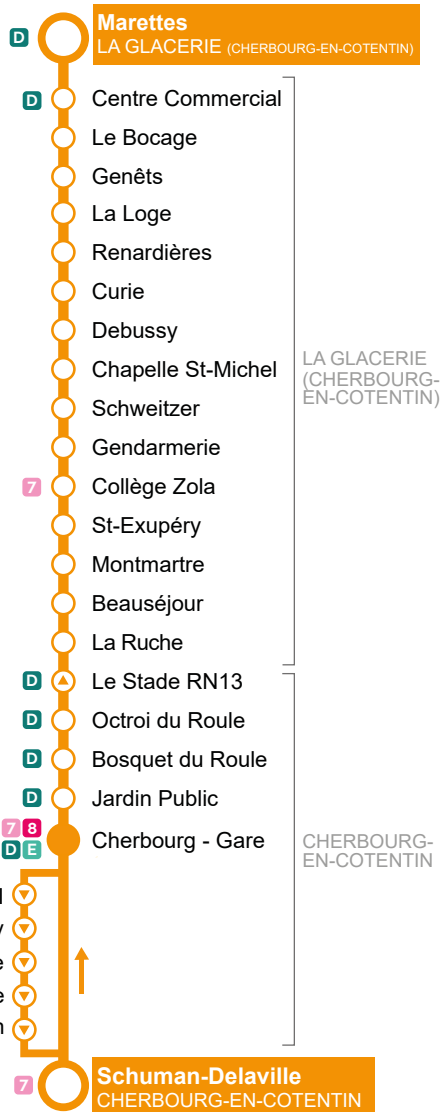 D
Marettes
LA GLACERIE (CHERBOURG-EN-COTENTIN)
D Centre Commercial
Le Bocage
Genêts
La Loge
Renardières
Curie
Debussy
LA GLACERIE
(CHERBOURG-
EN-COTENTIN)
Chapelle St-Michel
Schweitzer
Gendarmerie
7 Collège Zola
St-Exupéry
Montmartre
Beauséjour
La Ruche
D Le Stade RN13
D Octroi du Roule
D Bosquet du Roule
D Jardin Public
7 8
D E
Cherbourg - Gare
CHERBOURG-
EN-COTENTIN
7
Schuman-Delaville
CHERBOURG-EN-COTENTIN